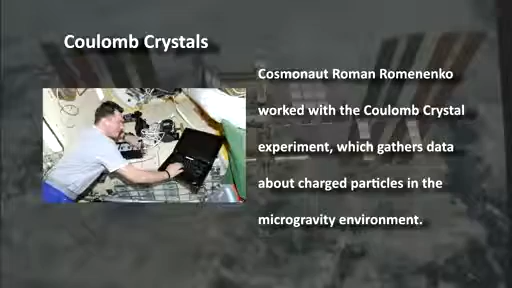 Coulomb Crystals
Cosmonaut Roman Romenenko
worked with the Coulomb Crystal
experiment, which gathers data
about charged particles in the
microgravity environment.